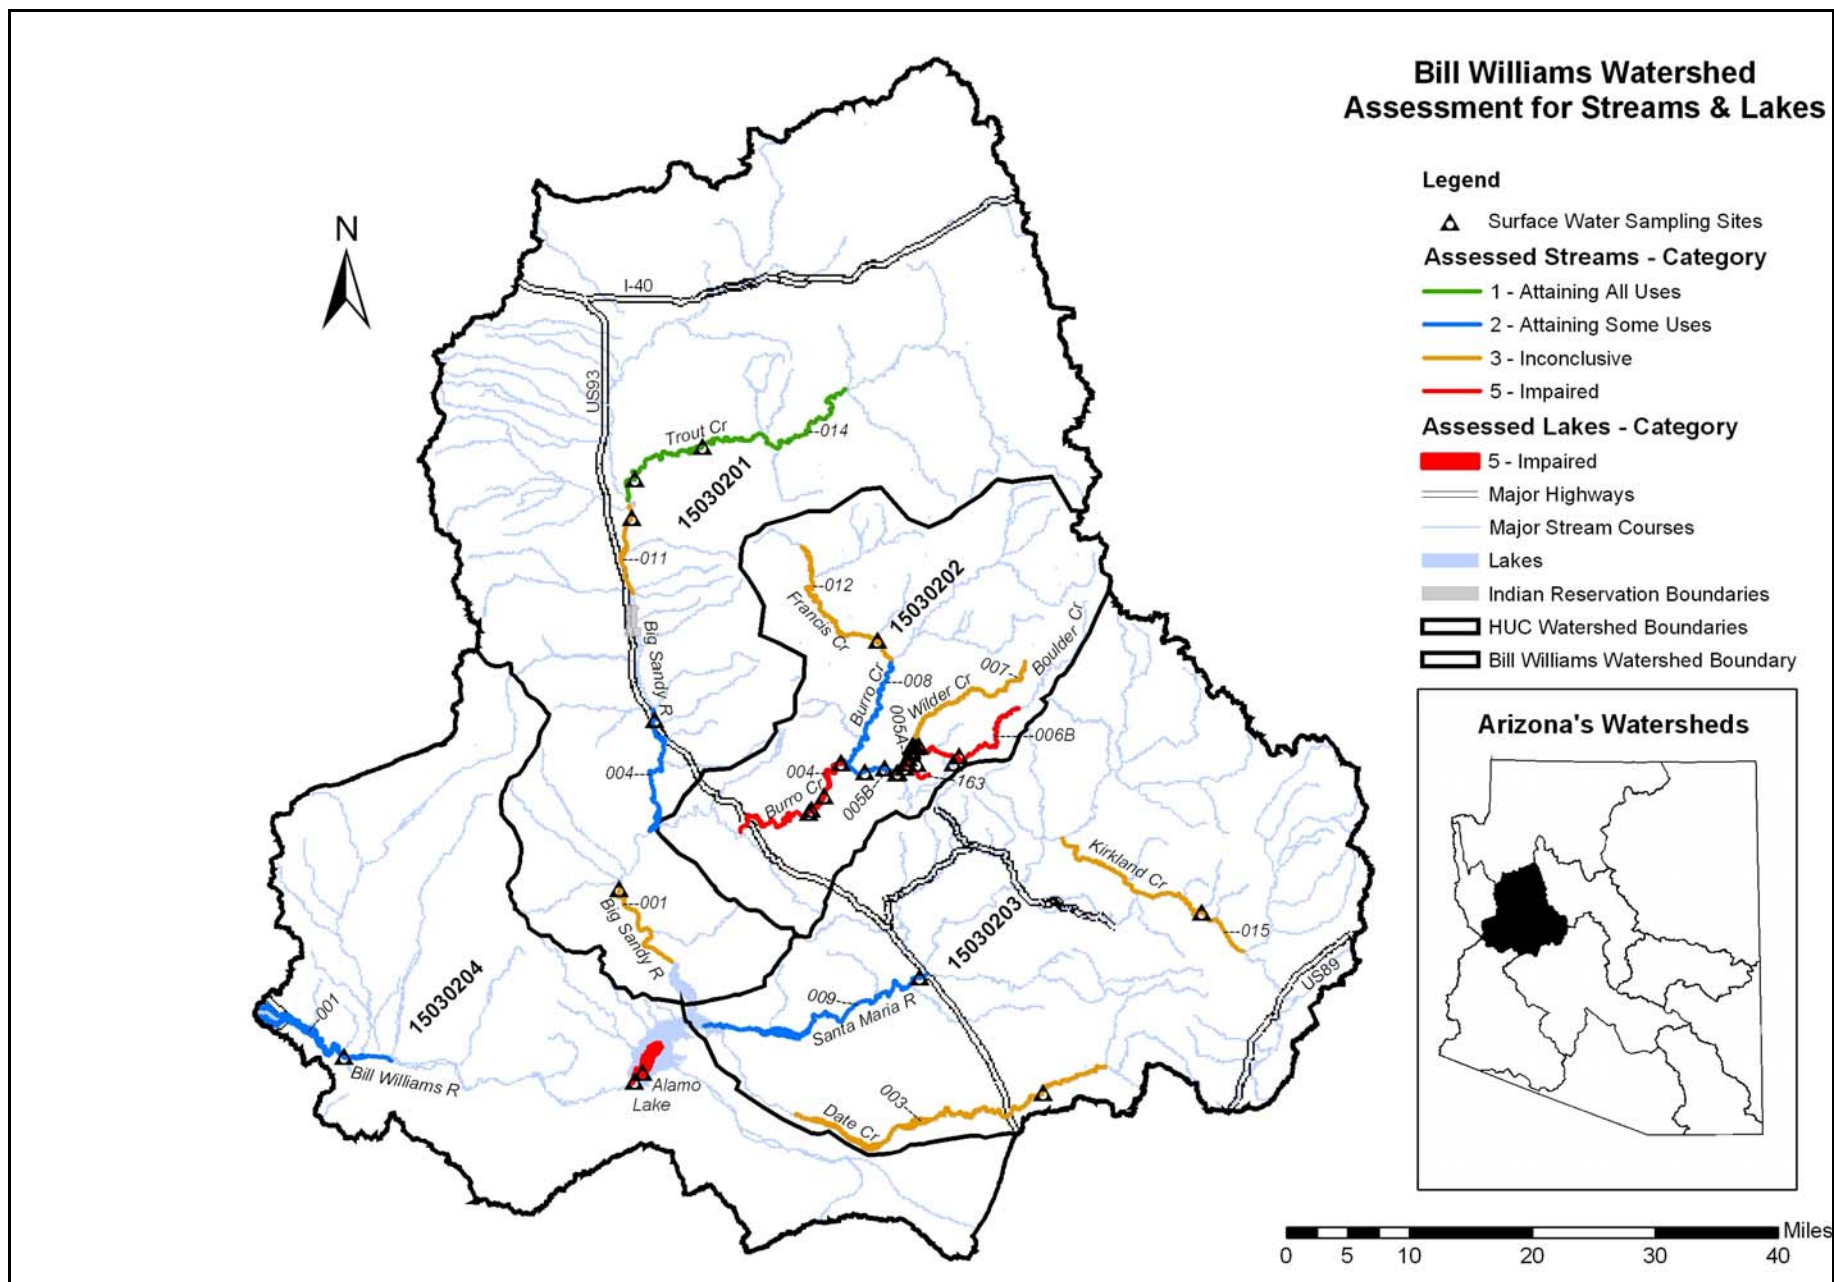 Bill Williams Watershed
Assessment for Streams & Lakes
Legend
Surface Water Sampling Sites
Assessed Streams - Category
1 - Attaining All Uses
2 - Attaining Some Uses
3 - Inconclusive
5 - Impaired
Assessed Lakes - Category
5 - Impaired
Major Highways
Major Stream Courses
Lakes
Indian Reservation Boundaries
HUC Watershed Boundaries
Bill Williams Watershed Boundary
Arizona's Watersheds
N
I-40
US93
Trout Cr
014
15030201
011
Big Sandy R
012
Francis Cr
15030202
008
Burro Cr
007
Boulder Cr
Wilder Cr
005A
006B
004
004
Burro Cr
005B
163
Kirkland Cr
015
001
Big Sandy R
15030203
US89
15030204
001
009
Santa Maria R
Bill Williams R
Alamo
Lake
003
Date Cr
Miles
0 5 10 20 30 40